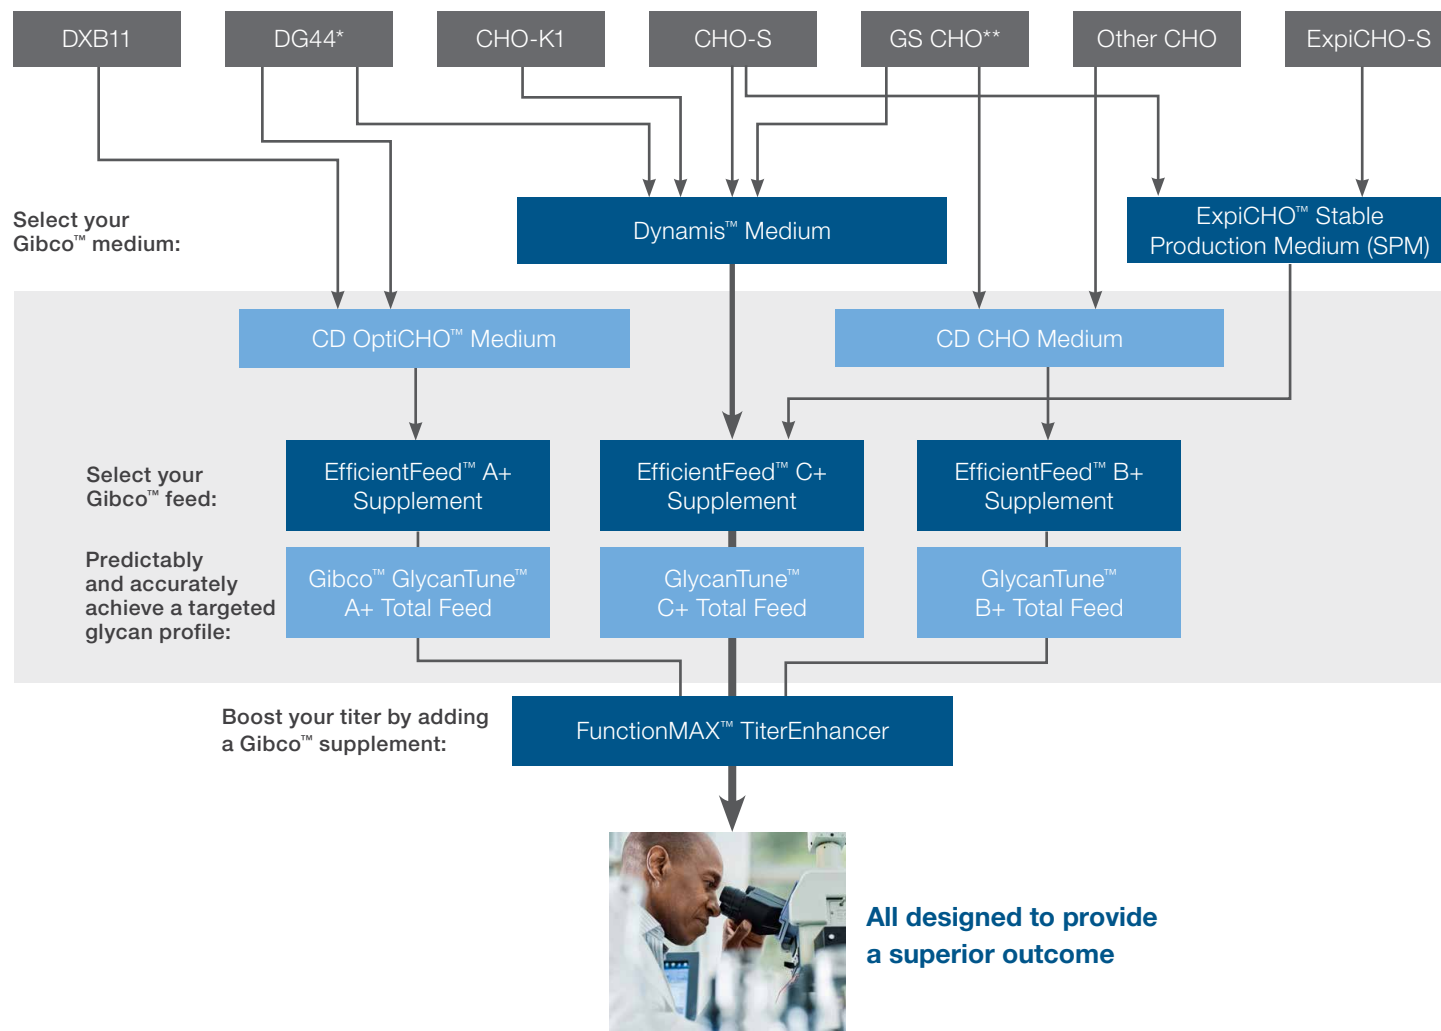 DXB11
DG44*
CHO-K1
CHO-S
GS CHO**
Other CHO
ExpiCHO-S
Select your
Gibco™ medium:
Dynamis™ Medium
ExpiCHO™ Stable
Production Medium (SPM)
CD OptiCHO™ Medium
CD CHO Medium
Select your
Gibco™ feed:
EfficientFeed™ A+
Supplement
EfficientFeed™ C+
Supplement
EfficientFeed™ B+
Supplement
Predictably
and accurately
achieve a targeted
glycan profile:
Gibco™ GlycanTune™
A+ Total Feed
GlycanTune™
C+ Total Feed
GlycanTune™
B+ Total Feed
Boost your titer by adding
a Gibco™ supplement:
FunctionMAX™ TiterEnhancer
All designed to provide
a superior outcome